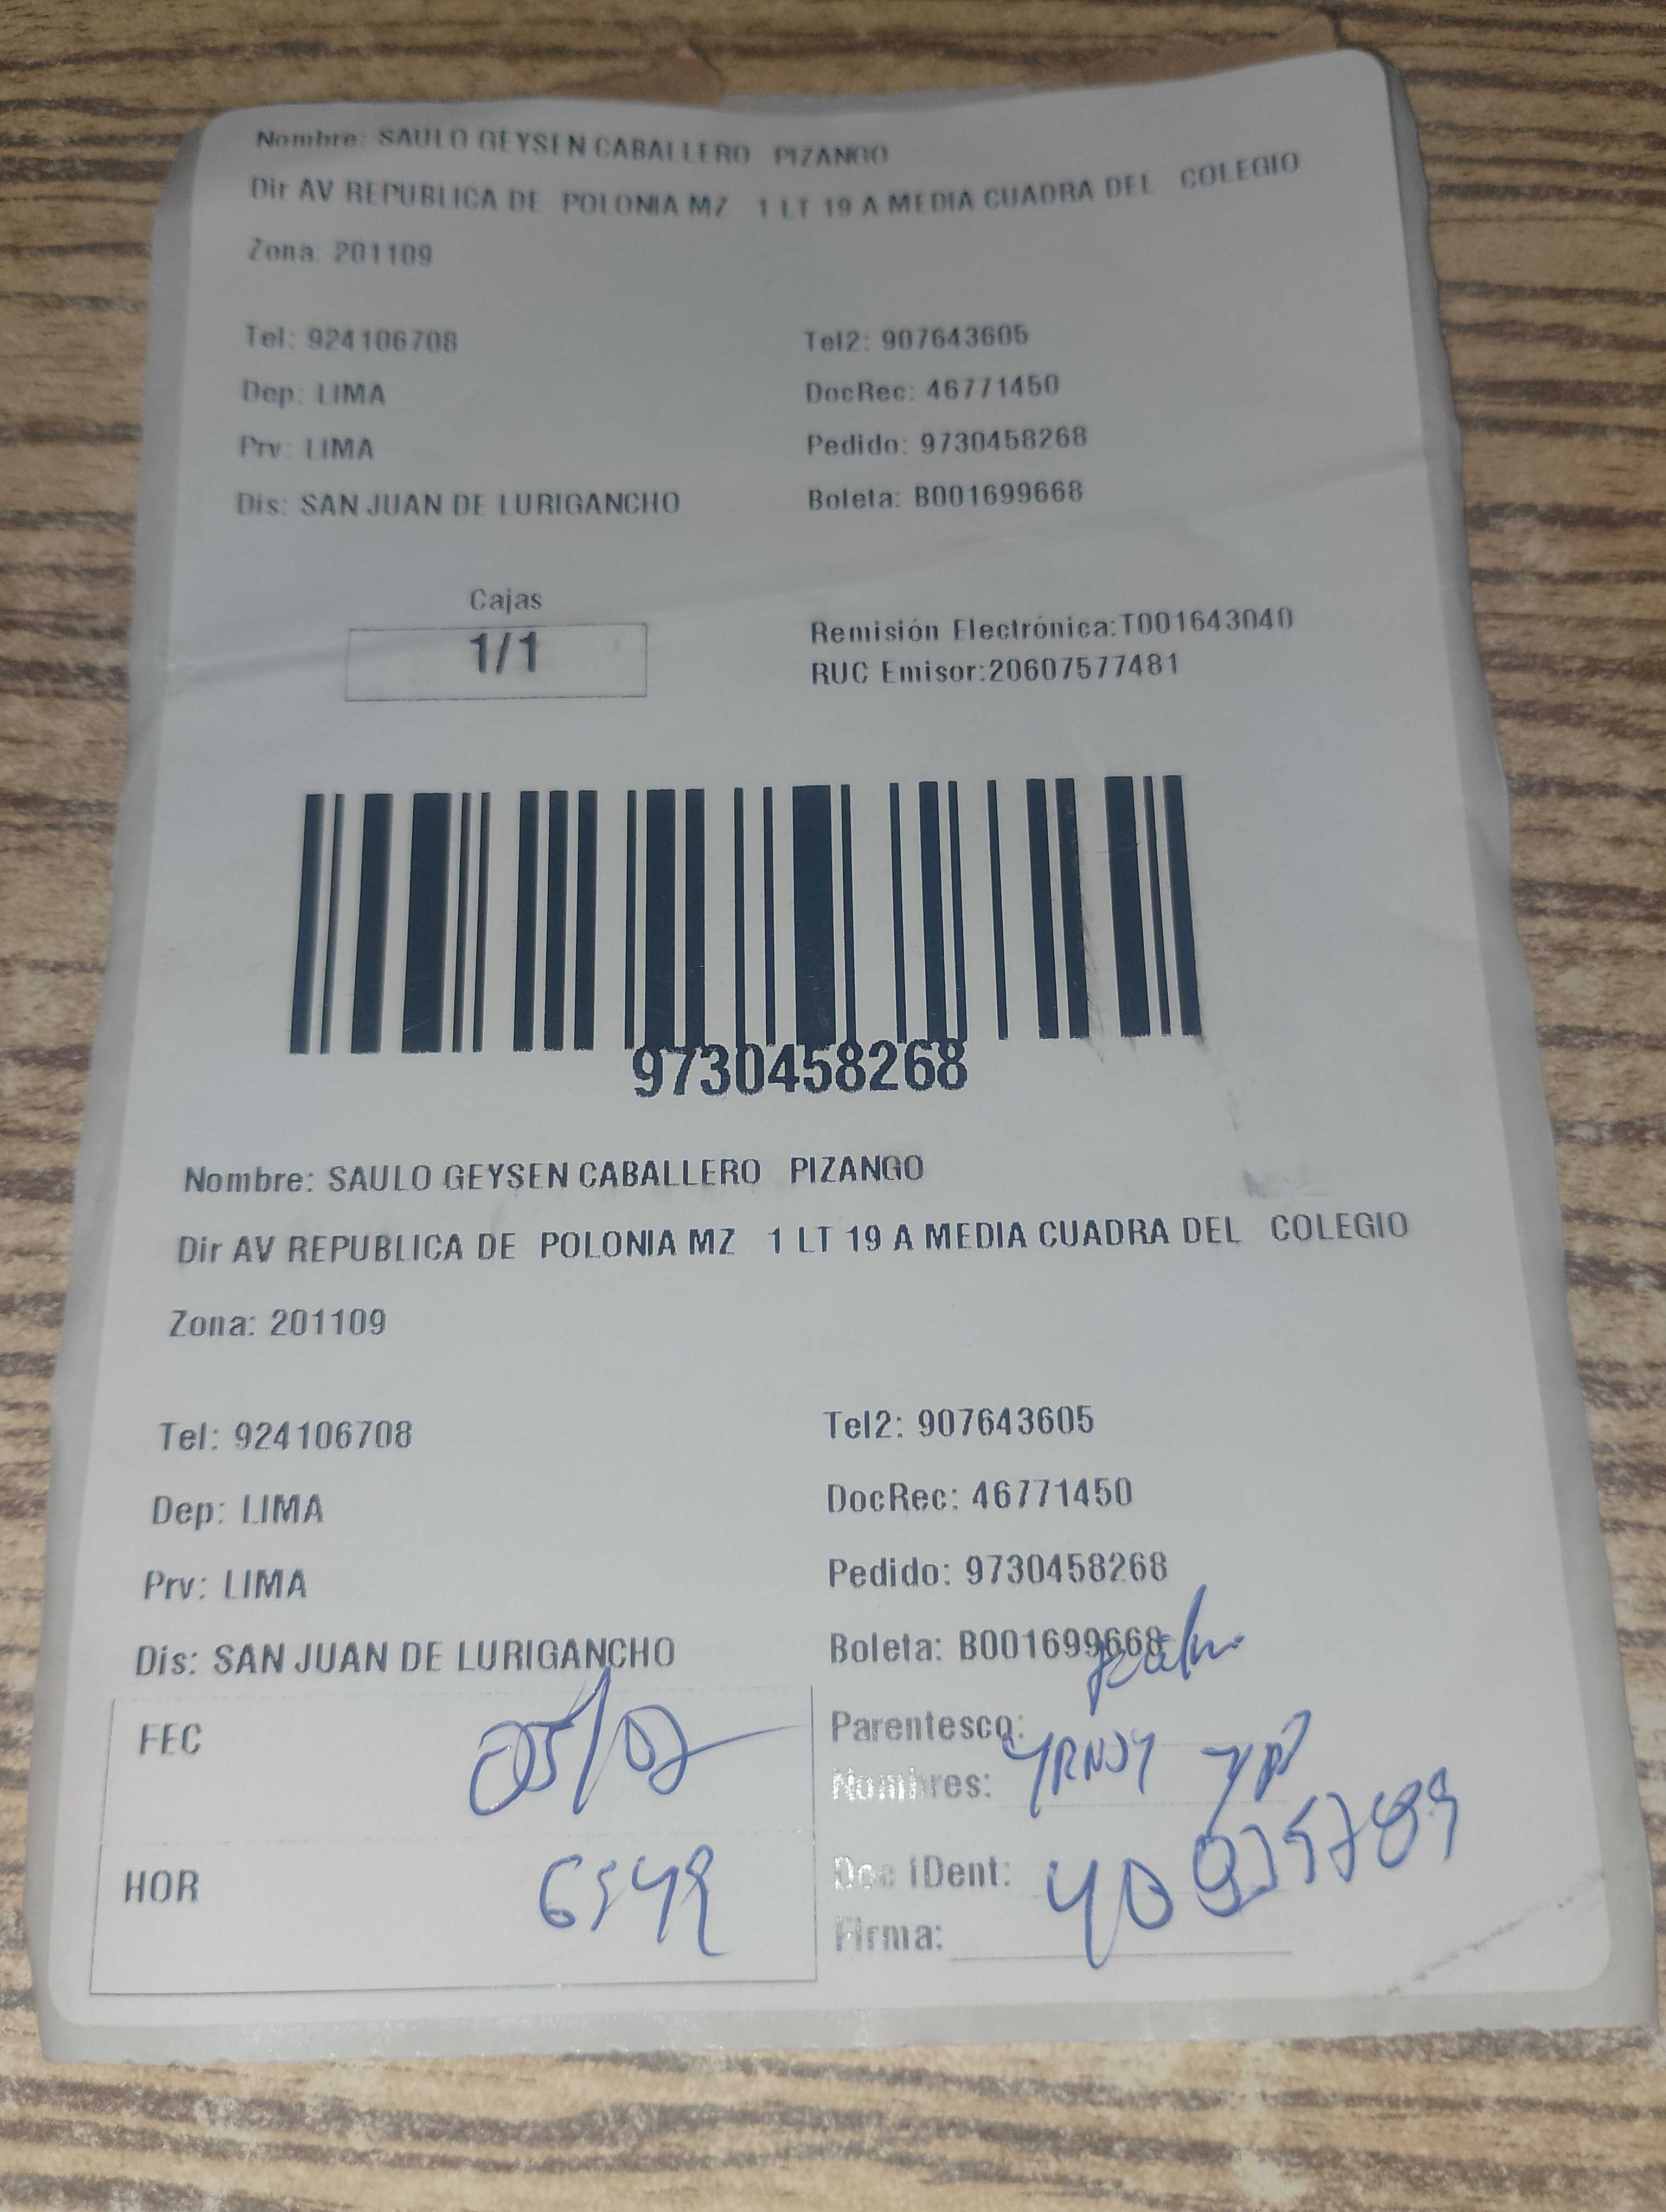 Nombre: SAULO GEYSEN CABALLERO PIZANGO
Dir AV REPUBLICA DE POLONIA MZ 1 LT 19 A MEDIA CUADRA DEL COLEGIO
Zona: 201109
Tel: 924106708 Tel2: 907643605
Dep: LIMA DocRec: 46771450
Prv: LIMA Pedido: 9730458268
Dis: SAN JUAN DE LURIGANCHO Boleta: B001699668
Cajas
1/1
Remisión Electrónica:T001643040
RUC Emisor:20607577481
9730458268
Nombre: SAULO GEYSEN CABALLERO PIZANGO
Dir AV REPUBLICA DE POLONIA MZ 1 LT 19 A MEDIA CUADRA DEL COLEGIO
Zona: 201109
Tel: 924106708 Tel2: 907643605
Dep: LIMA DocRec: 46771450
Prv: LIMA Pedido: 9730458268
Dis: SAN JUAN DE LURIGANCHO Boleta: B001699668
FEC 05/02 Parentesco:
Nombres:
HOR Doc iDent:
Firma: